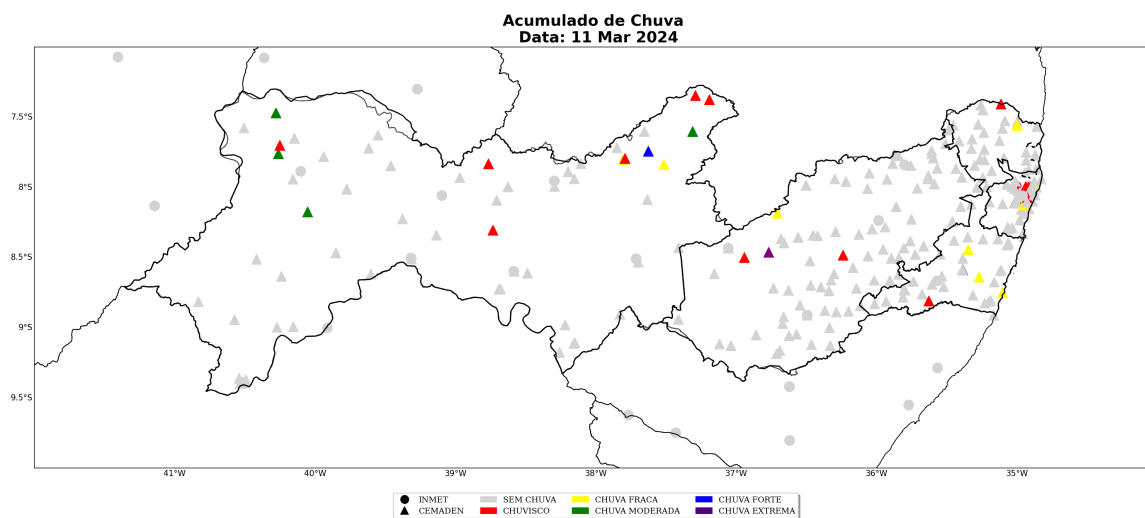 Acumulado de Chuva
Data: 11 Mar 2024
7.5°S
8°S
8.5°S
9°S
9.5°S
41°W 40°W 39°W 38°W 37°W 36°W 35°W
INMET SEM CHUVA CHUVA FRACA CHUVA FORTE
CEMADEN CHUVISCO CHUVA MODERADA CHUVA EXTREMA